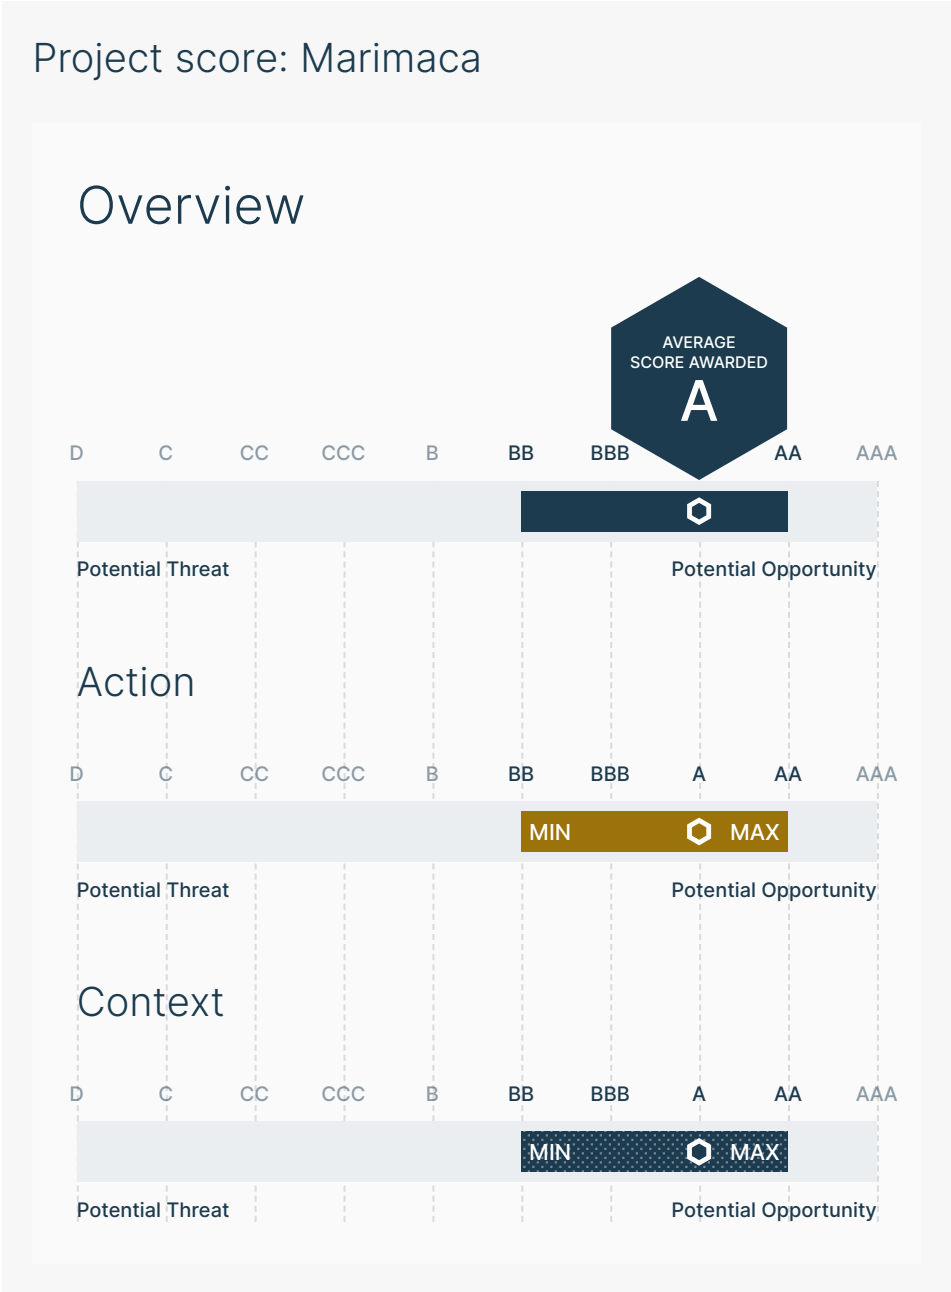 Project score: Marimaca
Overview
AVERAGE
SCORE AWARDED
A
D C CC CCC B BB BBB AA AAA
Potential Threat Potential Opportunity
Action
D C CC CCC B BB BBB A AA AAA
MIN MAX
Potential Threat Potential Opportunity
Context
D C CC CCC B BB BBB A AA AAA
MIN MAX
Potential Threat Potential Opportunity